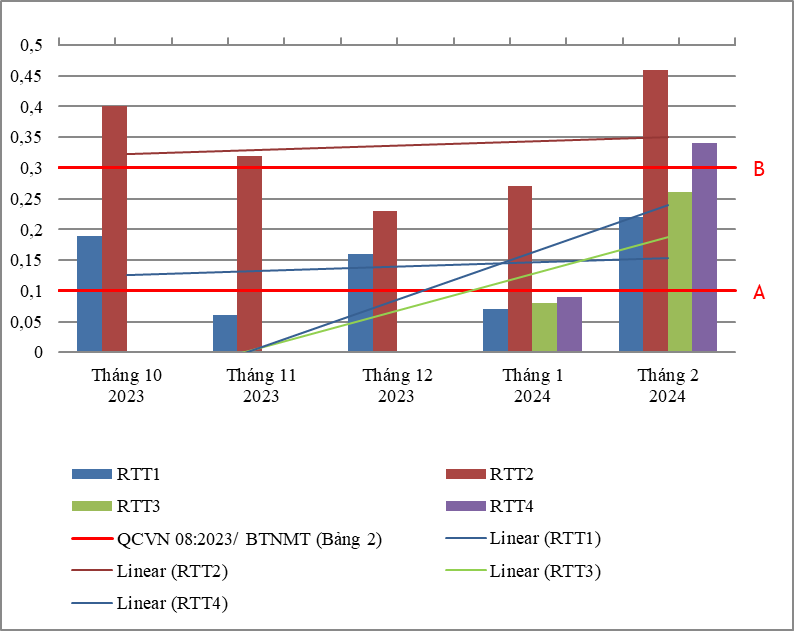 0,5
0,45
0,4
0,35
0,3
B
0,25
0,2
0,15
0,1
A
0,05
0
Tháng 10 2023
Tháng 11 2023
Tháng 12 2023
Tháng 1 2024
Tháng 2 2024
RTT1
RTT2
RTT3
RTT4
QCVN 08:2023/ BTNMT (Bảng 2)
Linear (RTT1)
Linear (RTT2)
Linear (RTT3)
Linear (RTT4)